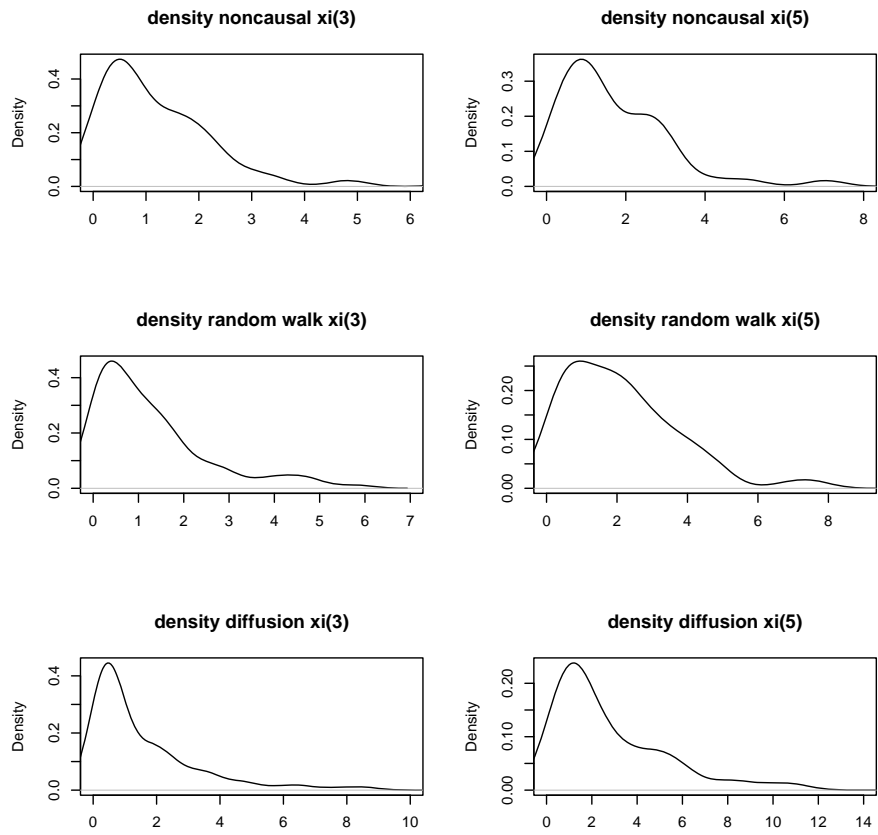 density noncausal xi(3)
Density
0.0 0.2 0.4
0 1 2 3 4 5 6
density noncausal xi(5)
Density
0.0 0.1 0.2 0.3
0 2 4 6 8
density random walk xi(3)
Density
0.0 0.2 0.4
0 1 2 3 4 5 6 7
density random walk xi(5)
Density
0.00 0.10 0.20
0 2 4 6 8
density diffusion xi(3)
Density
0.0 0.2 0.4
0 2 4 6 8 10
density diffusion xi(5)
Density
0.00 0.10 0.20
0 2 4 6 8 10 12 14